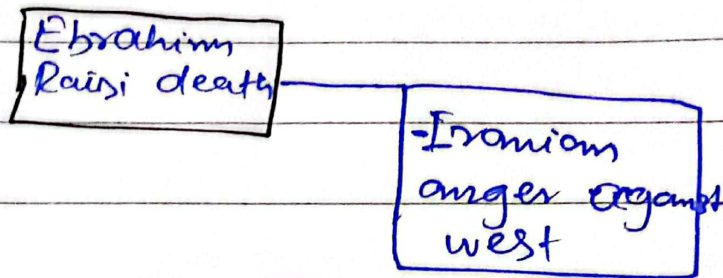 Ebrahim
Raisi death
-Iranian
anger against
west